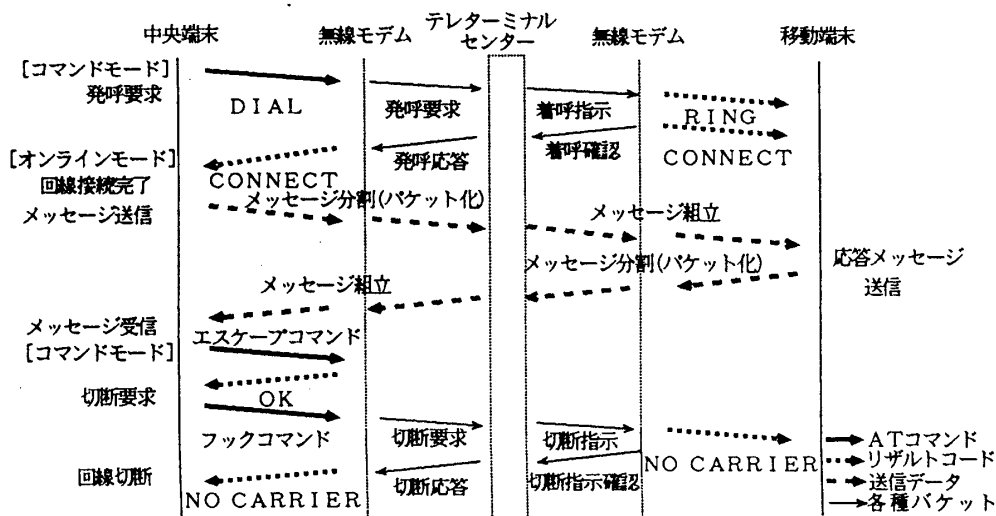 中央端末
無線モデム
テレターミナル
センター
無線モデム
移動端末
[コマンドモード]
発呼要求
DIAL
発呼要求
着呼指示
RING
発呼応答
着呼確認
CONNECT
[オンラインモード]
回線接続完了
CONNECT
メッセージ分割(パケット化)
メッセージ送信
メッセージ組立
メッセージ分割(パケット化)
応答メッセージ
送信
メッセージ組立
メッセージ受信
[コマンドモード]
エスケープコマンド
切断要求
OK
フックコマンド
切断要求
切断指示
NO CARRIER
回線切断
NO CARRIER
切断応答
切断指示確認
ATコマンド
リザルトコード
送信データ
各種パケット